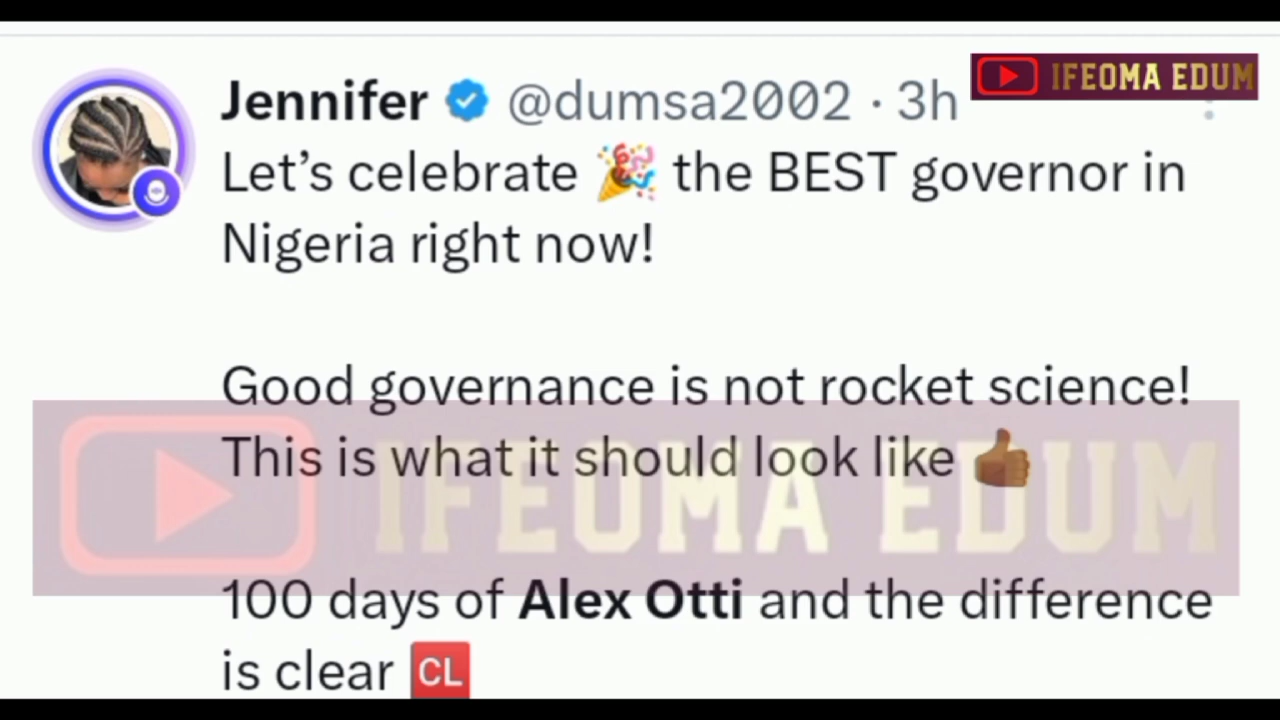 Jennifer @dumsa2002 · 3h
IFEOMA EDUM
Let’s celebrate 🎉 the BEST governor in
Nigeria right now!
Good governance is not rocket science!
This is what it should look like 👍🏾
IFEOMA EDUM
100 days of Alex Otti and the difference
is clear 🆑